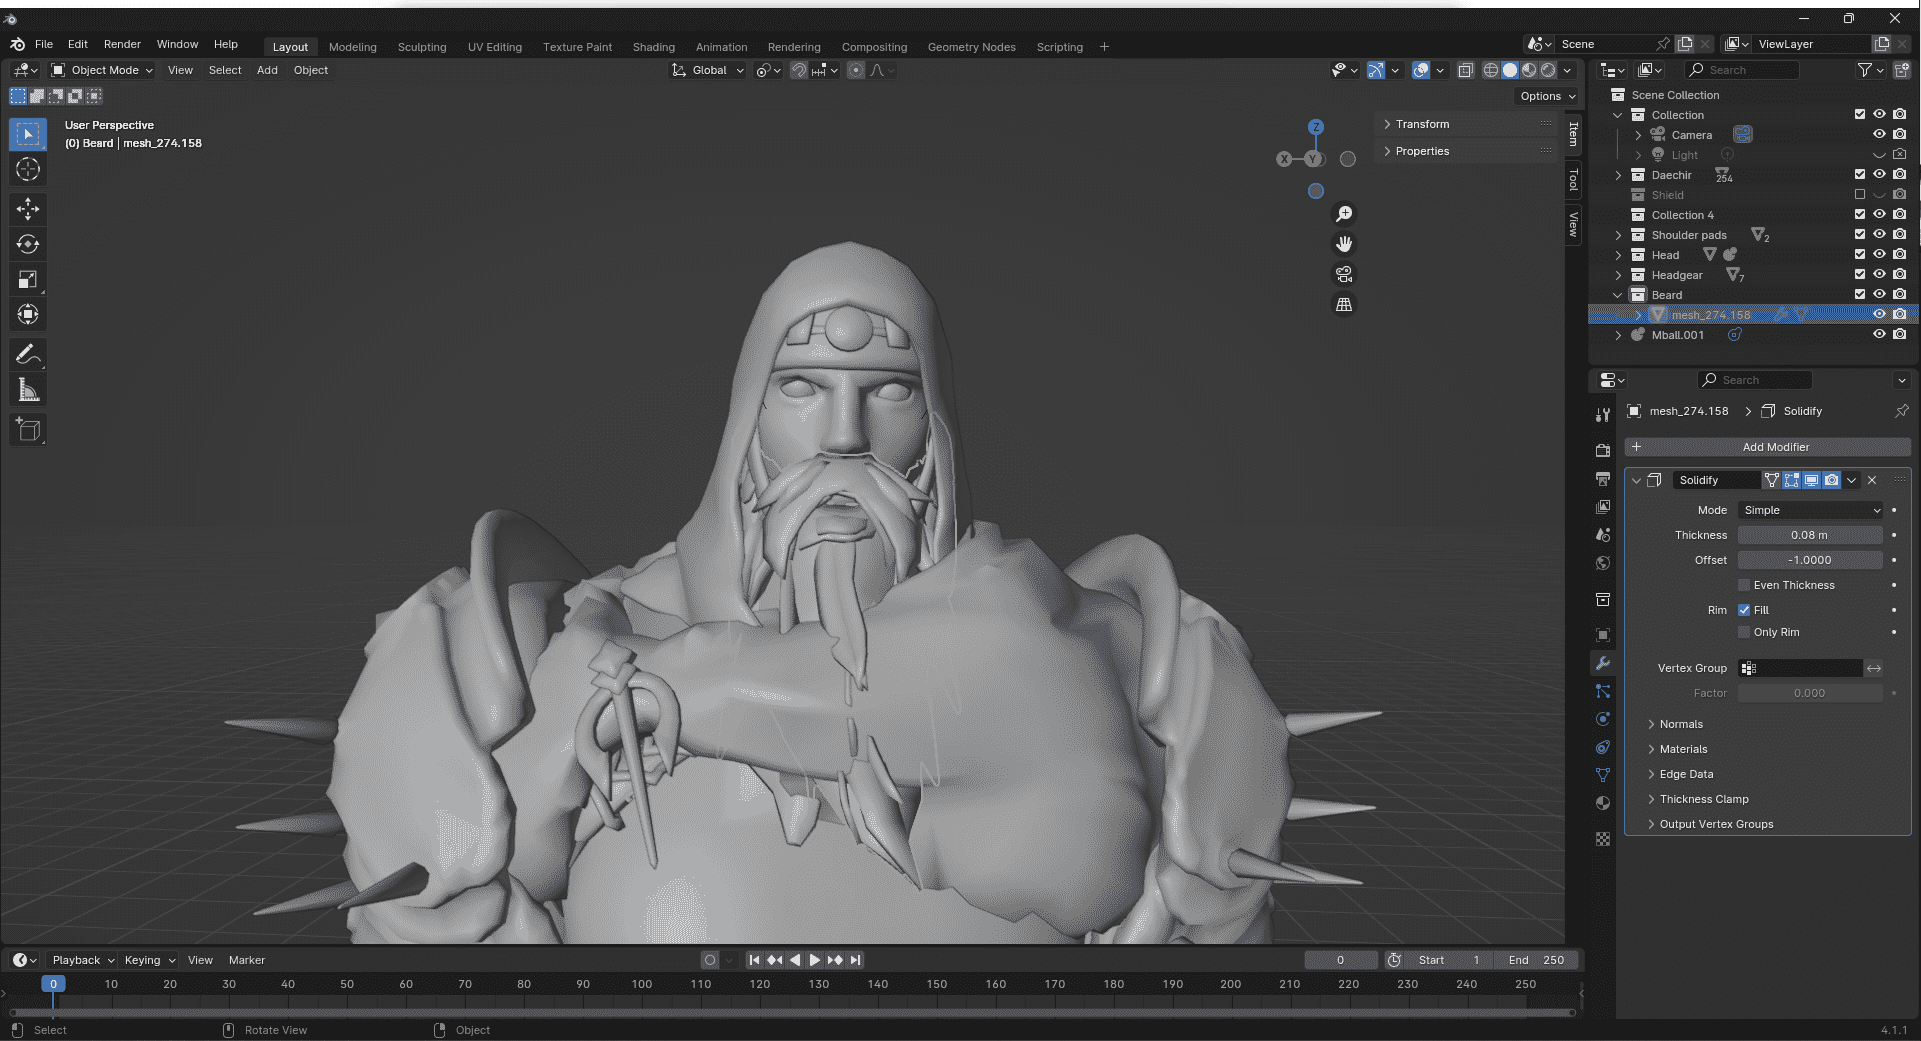 File Edit Render Window Help Layout Modeling Sculpting UV Editing Texture Paint Shading Animation Rendering Compositing Geometry Nodes Scripting + Scene ViewLayer
Object Mode View Select Add Object Global Search
Options
User Perspective
(0) Beard | mesh_274.158
Z
X Y
Transform
Properties
Item
Tool
View
Scene Collection
Collection
Camera
Light
Daechir 254
Shield
Collection 4
Shoulder pads 2
Head
Headgear 7
Beard
mesh_274.158
Mball.001
Search
mesh_274.158 > Solidify
+ Add Modifier
Solidify
Mode Simple
Thickness 0.08 m
Offset -1.0000
Even Thickness
Rim Fill
Only Rim
Vertex Group
Factor 0.000
Normals
Materials
Edge Data
Thickness Clamp
Output Vertex Groups
Playback Keying View Marker 0 Start 1 End 250
0 10 20 30 40 50 60 70 80 90 100 110 120 130 140 150 160 170 180 190 200 210 220 230 240 250
Select Rotate View Object 4.1.1